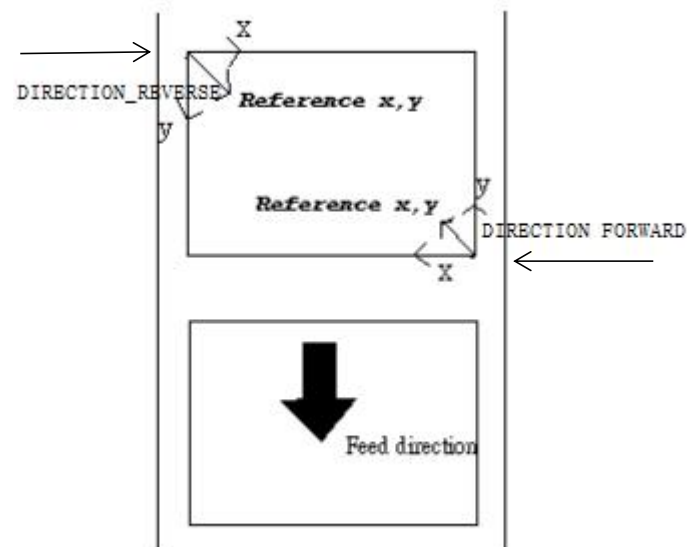 X
DIRECTION_REVERSE
Reference x,y
y
Reference x,y
y
DIRECTION FORWARD
X
Feed direction